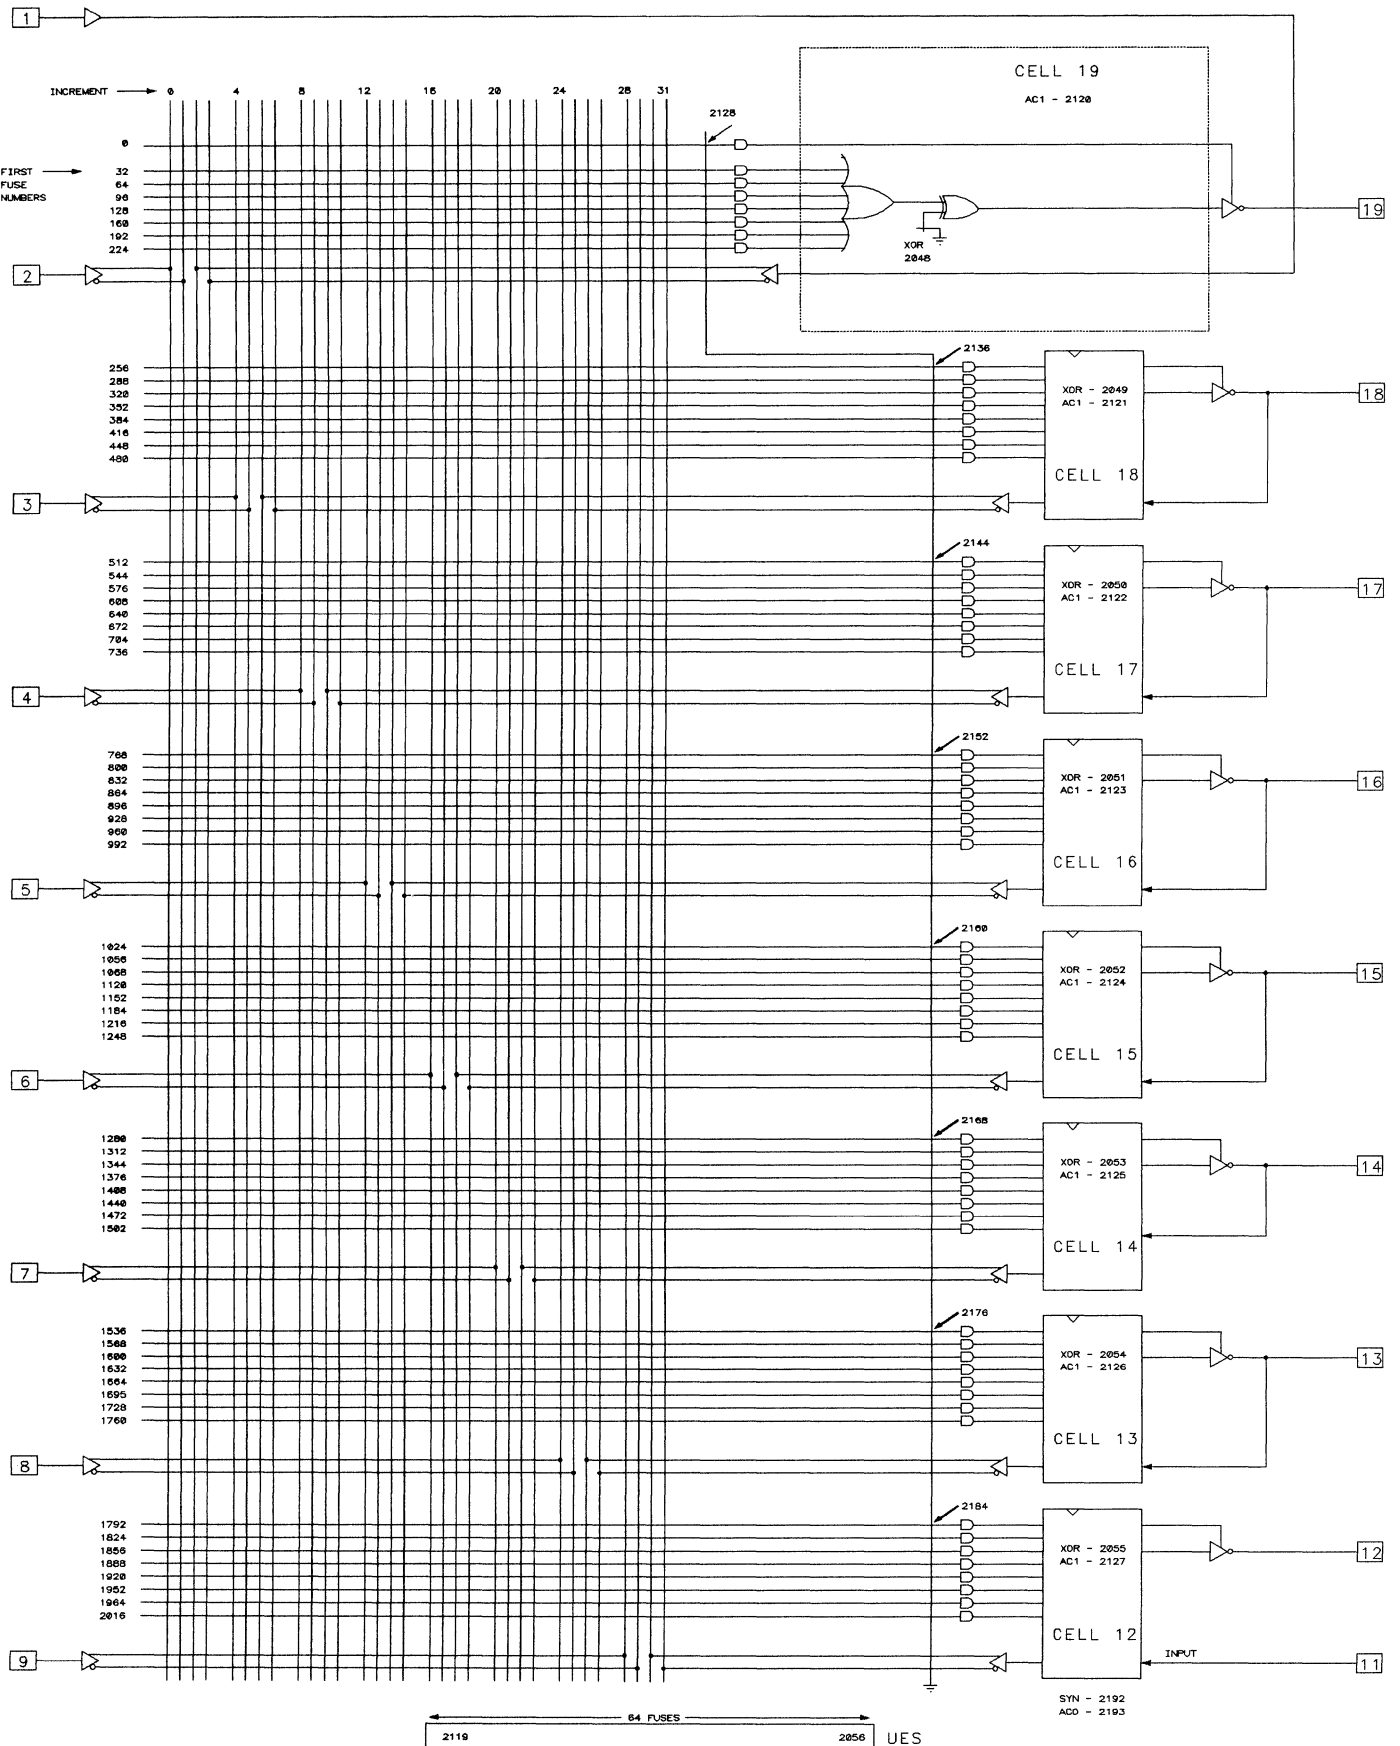 1
CELL 19
AC1 - 2120
INCREMENT 0 4 8 12 16 20 24 28 31
2128
0
FIRST FUSE NUMBERS
32
64
96
128
160
192
224
XOR
2048
19
2
2136
256
288
320
352
384
416
448
480
XOR - 2049
AC1 - 2121
CELL 18
18
3
2144
512
544
576
608
640
672
704
736
XOR - 2050
AC1 - 2122
CELL 17
17
4
2152
768
800
832
864
896
928
960
992
XOR - 2051
AC1 - 2123
CELL 16
16
5
2160
1024
1056
1088
1120
1152
1184
1216
1248
XOR - 2052
AC1 - 2124
CELL 15
15
6
2168
1280
1312
1344
1376
1408
1440
1472
1502
XOR - 2053
AC1 - 2125
CELL 14
14
7
2176
1536
1568
1600
1632
1664
1695
1728
1760
XOR - 2054
AC1 - 2126
CELL 13
13
8
2184
1792
1824
1856
1888
1920
1952
1984
2016
XOR - 2055
AC1 - 2127
CELL 12
12
9
INPUT
11
SYN - 2192
AC0 - 2193
64 FUSES
2119 2056 UES